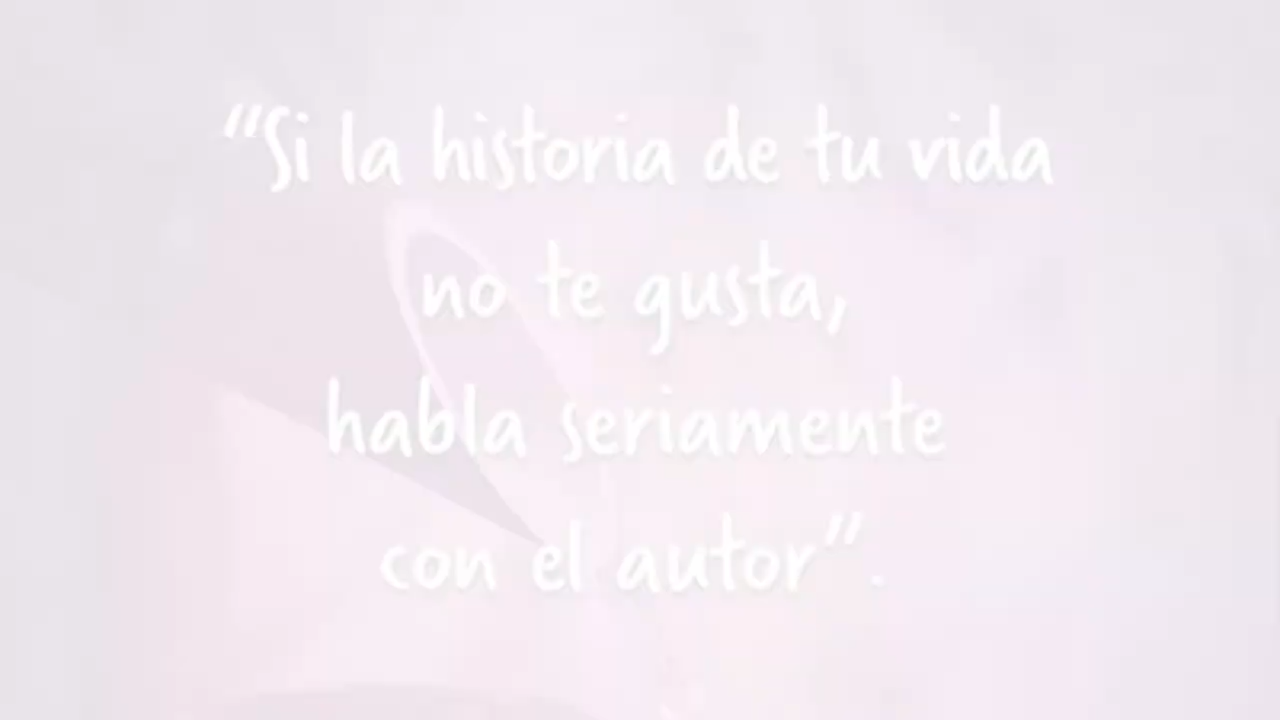 “Si la historia de tu vida
no te gusta,
habla seriamente
con el autor”.